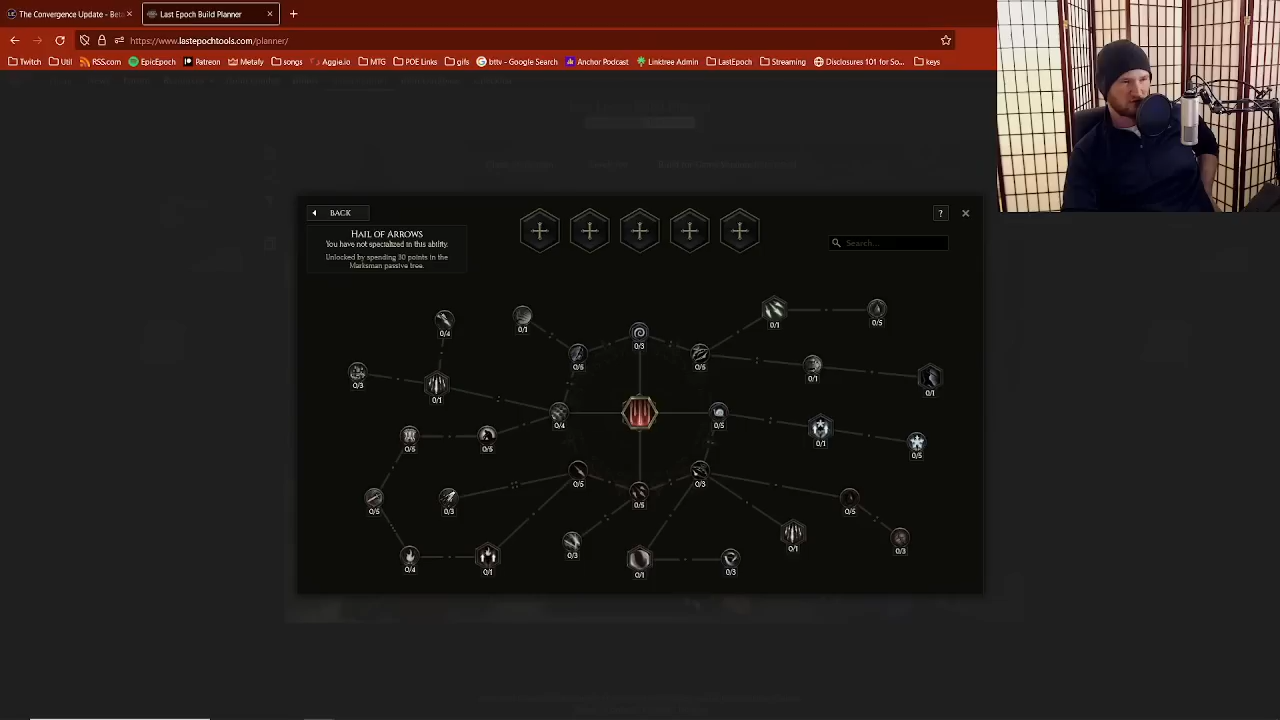 The Convergence Update - Beta
Last Epoch Build Planner
https://www.lastepochtools.com/planner/
Twitch
Util
RSS.com
EpicEpoch
Patreon
Metafy
songs
Aggie.io
MTG
POE Links
gifs
bttv - Google Search
Anchor Podcast
Linktree Admin
LastEpoch
Streaming
Disclosures 101 for So...
keys
BACK
?
HAIL OF ARROWS
You have not specialized in this ability.
Unlocked by spending 30 points in the
Marksman passive tree.
Search...
0/4
0/1
0/3
0/1
0/5
0/3
0/1
0/5
0/5
0/1
0/1
0/4
0/5
0/5
0/5
0/1
0/5
0/5
0/3
0/5
0/5
0/3
0/5
0/3
0/4
0/1
0/3
0/1
0/3
0/1
0/3